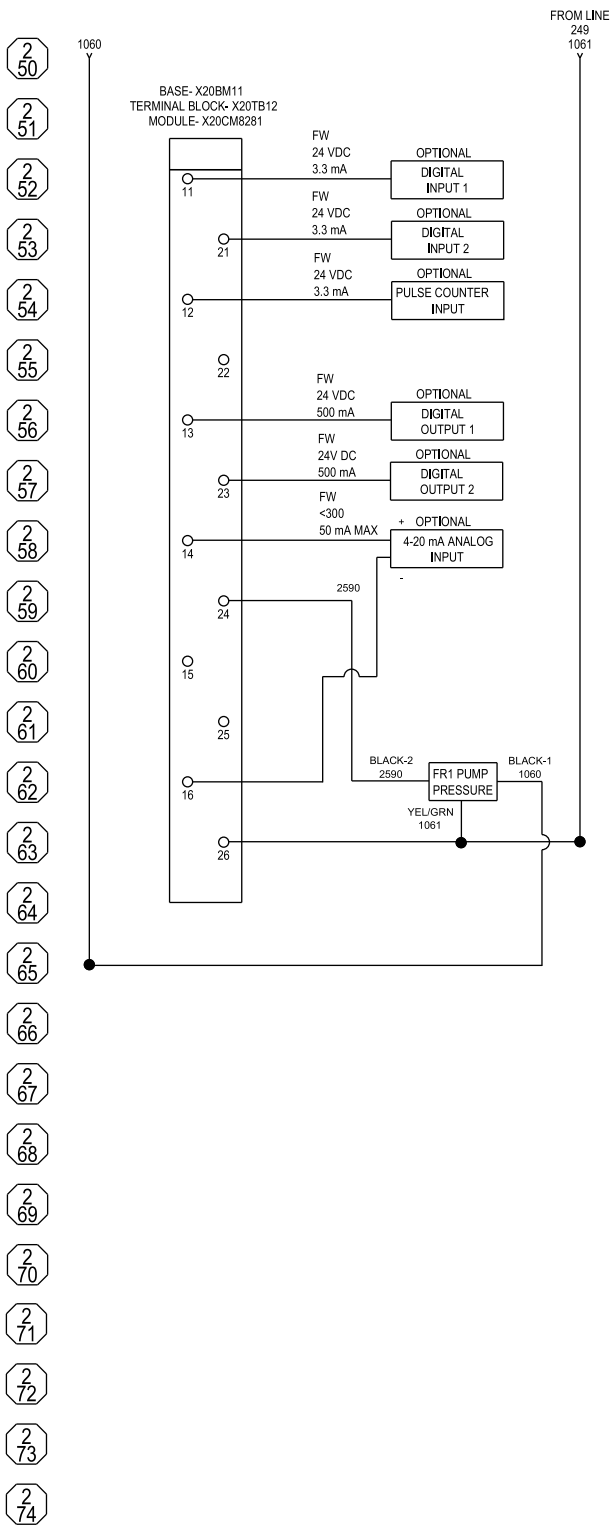 FROM LINE
249
1061
1060
2
50
BASE- X20BM11
TERMINAL BLOCK- X20TB12
MODULE- X20CM8281
2
51
FW
24 VDC
3.3 mA
OPTIONAL
DIGITAL
INPUT 1
11
2
52
FW
24 VDC
3.3 mA
OPTIONAL
DIGITAL
INPUT 2
21
2
53
FW
24 VDC
3.3 mA
OPTIONAL
PULSE COUNTER
INPUT
12
2
54
22
2
55
FW
24 VDC
500 mA
OPTIONAL
DIGITAL
OUTPUT 1
13
2
56
FW
24V DC
500 mA
OPTIONAL
DIGITAL
OUTPUT 2
23
2
57
FW
<300
50 mA MAX
+ OPTIONAL
4-20 mA ANALOG
INPUT
-
14
2
58
2590
24
2
59
15
2
60
25
2
61
BLACK-2
2590
FR1 PUMP
PRESSURE
BLACK-1
1060
16
2
62
YEL/GRN
1061
26
2
63
2
64
2
65
2
66
2
67
2
68
2
69
2
70
2
71
2
72
2
73
2
74